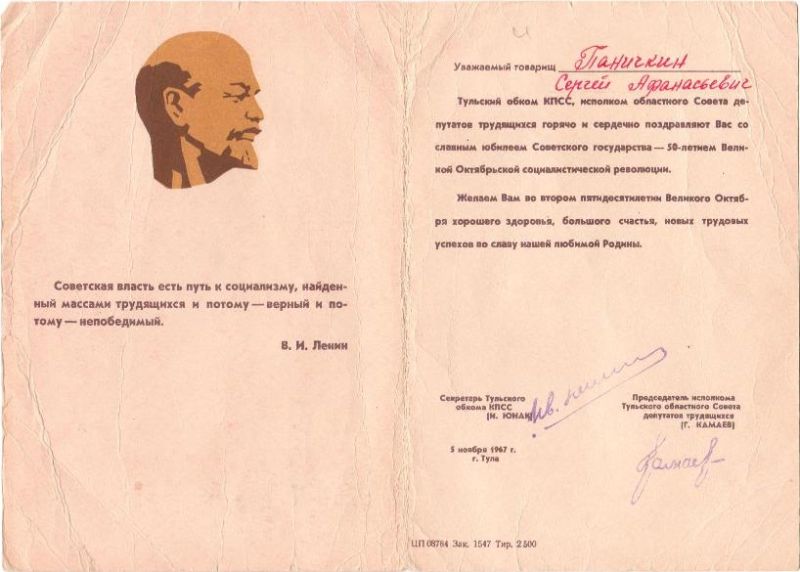 Советская власть есть путь к социализму, найден-
ный массами трудящихся и потому — верный и по-
тому — непобедимый.
В. И. Ленин
Уважаемый товарищ Паничкин
Сергей Афанасьевич
Тульский обком КПСС, исполком областного Совета де-
путатов трудящихся горячо и сердечно поздравляют Вас со
славным юбилеем Советского государства — 50-летием Вели-
кой Октябрьской социалистической революции.
Желаем Вам во втором пятидесятилетии Великого Октяб-
ря хорошего здоровья, большого счастья, новых трудовых
успехов во славу нашей любимой Родины.
Секретарь Тульского
обкома КПСС
(И. ЮНАК)
Председатель исполкома
Тульского областного Совета
депутатов трудящихся
(Г. КАМАЕВ)
5 ноября 1967 г.
г. Тула
ЦП 08764 Зак. 1547 Тир. 2500